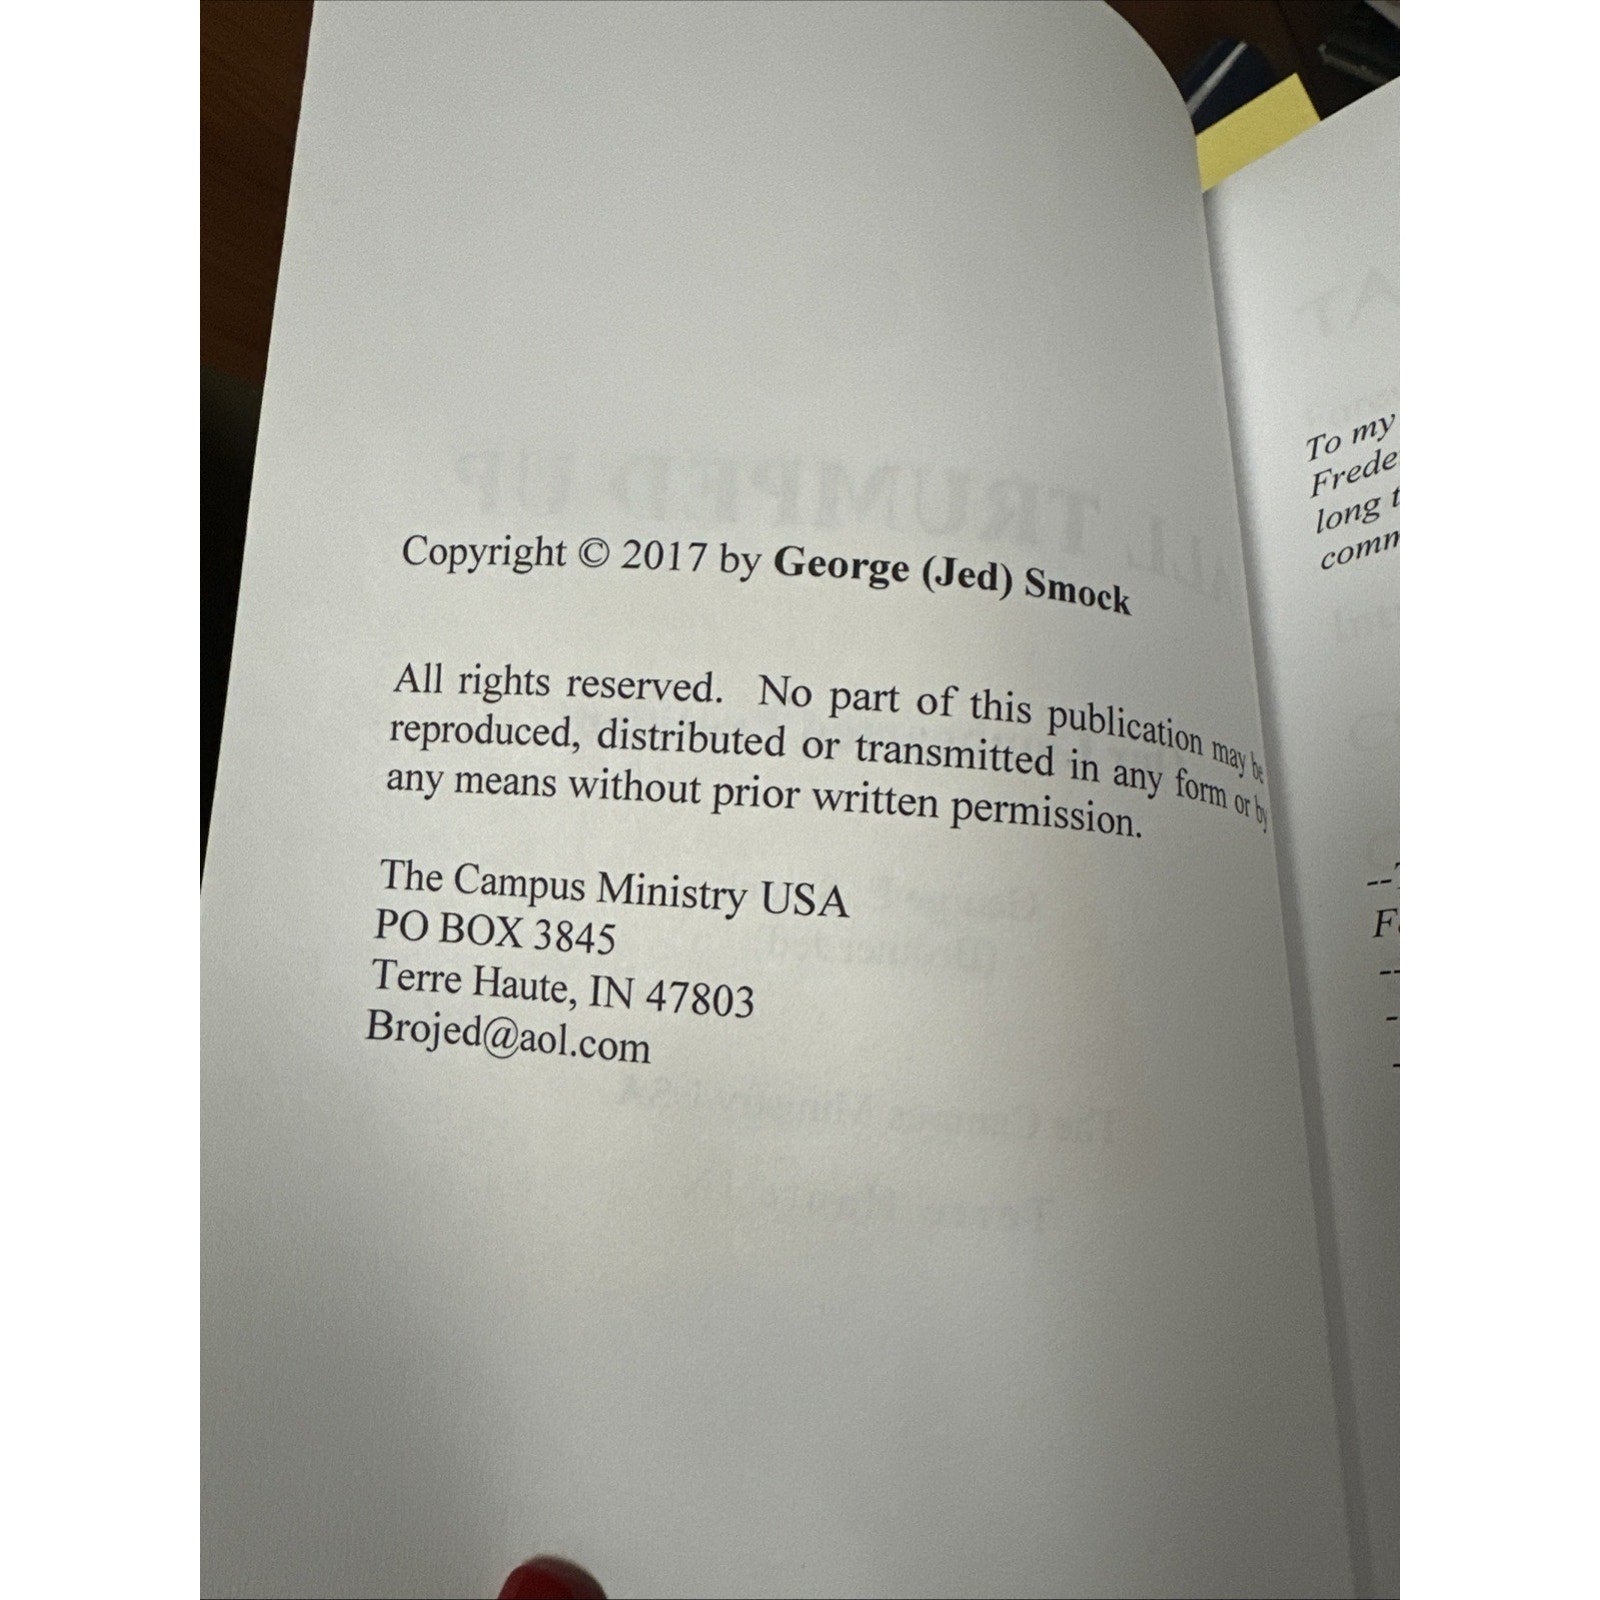 Copyright © 2017 by George (Jed) Smock
All rights reserved. No part of this publication may be
reproduced, distributed or transmitted in any form or by
any means without prior written permission.
The Campus Ministry USA
PO BOX 3845
Terre Haute, IN 47803
Brojed@aol.com
To my
long t